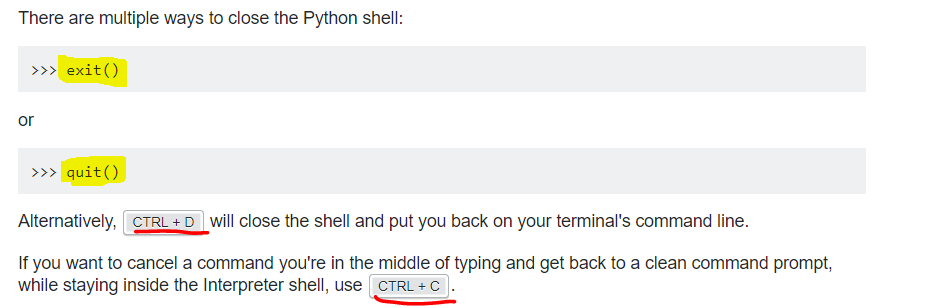 There are multiple ways to close the Python shell:
>>> exit()
or
>>> quit()
Alternatively, CTRL + D will close the shell and put you back on your terminal's command line.
If you want to cancel a command you're in the middle of typing and get back to a clean command prompt,
while staying inside the Interpreter shell, use CTRL + C.